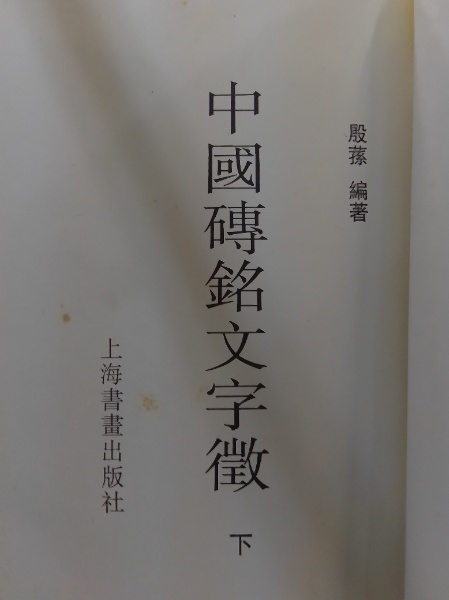 殷蓀 編著
中國磚銘文字徵 下
上海書畫出版社